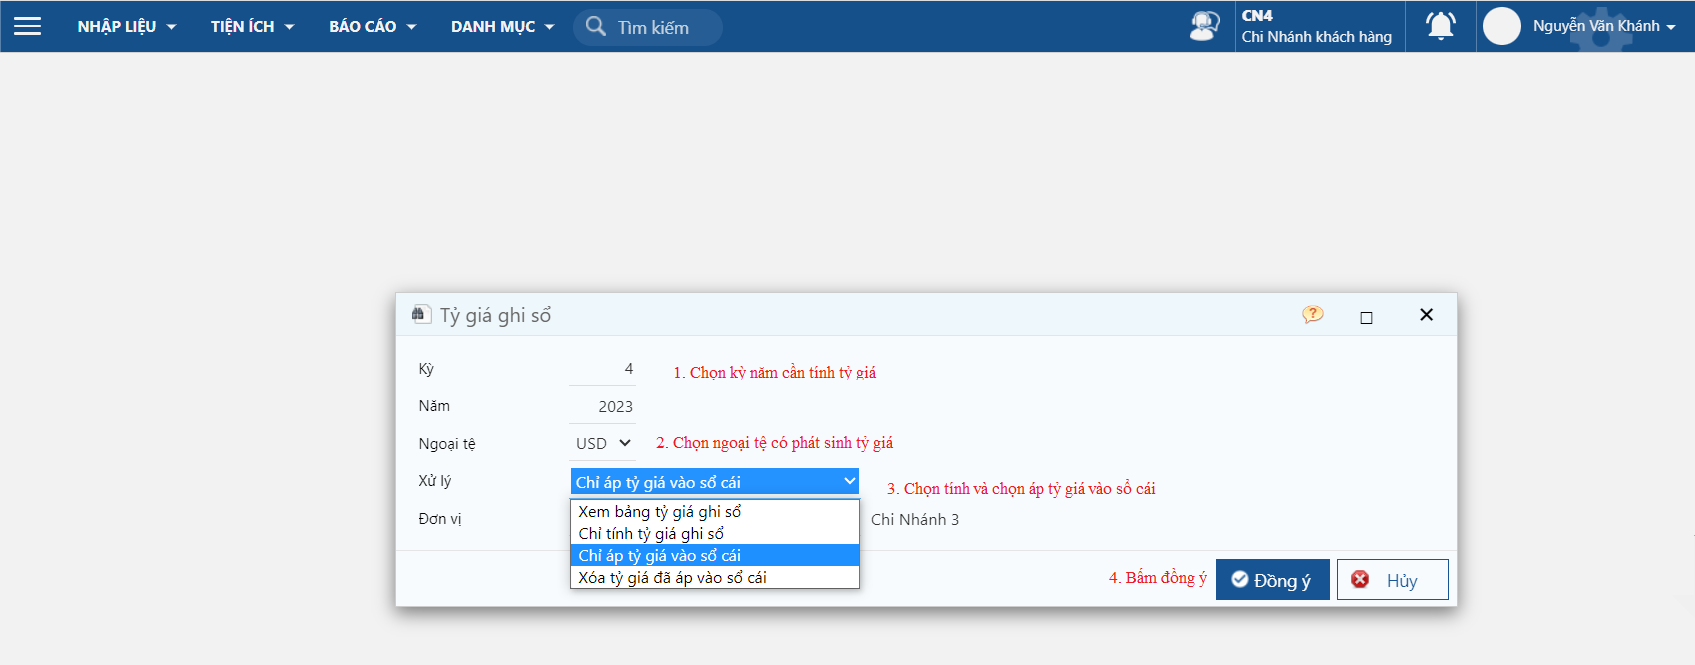 NHẬP LIỆU TIỆN ÍCH BÁO CÁO DANH MỤC Tìm kiếm
CN4
Chi Nhánh khách hàng
Nguyễn Văn Khánh
Tỷ giá ghi sổ
Kỳ 4 1. Chọn kỳ năm cần tính tỷ giá
Năm 2023
Ngoại tệ USD 2. Chọn ngoại tệ có phát sinh tỷ giá
Xử lý Chỉ áp tỷ giá vào sổ cái 3. Chọn tính và chọn áp tỷ giá vào sổ cái
Xem bảng tỷ giá ghi sổ
Đơn vị Chi Nhánh 3
Chỉ tính tỷ giá ghi sổ
Chỉ áp tỷ giá vào sổ cái
Xóa tỷ giá đã áp vào sổ cái
4. Bấm đồng ý Đồng ý Hủy